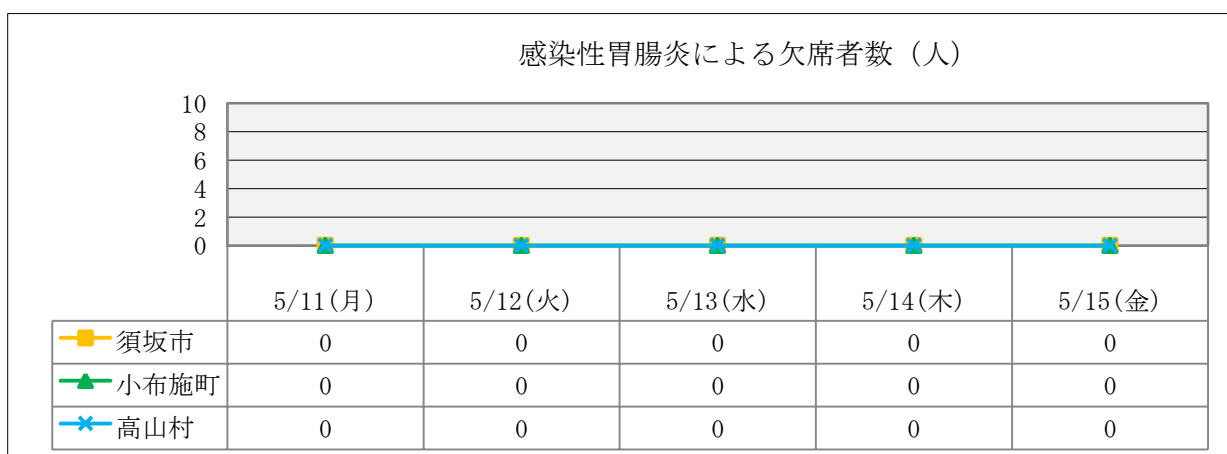 感染性胃腸炎による欠席者数（人）
10
8
6
4
2
0
5/11(月) 5/12(火) 5/13(水) 5/14(木) 5/15(金)
須坂市 0 0 0 0 0
小布施町 0 0 0 0 0
高山村 0 0 0 0 0